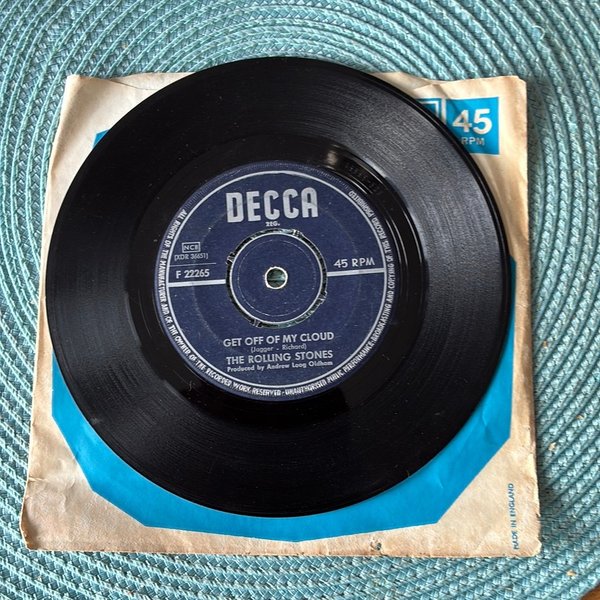 45
RPM
DECCA
REG.
NCB
(XDR 36651)
F 22265
45 RPM
GET OFF OF MY CLOUD
(Jagger - Richard)
THE ROLLING STONES
Produced by Andrew Loog Oldham
ALL RIGHTS OF THE MANUFACTURER AND OF THE OWNER OF THE RECORDED WORK RESERVED · UNAUTHORISED PUBLIC PERFORMANCE · BROADCASTING AND COPYING OF THIS RECORD PROHIBITED
MADE IN ENGLAND